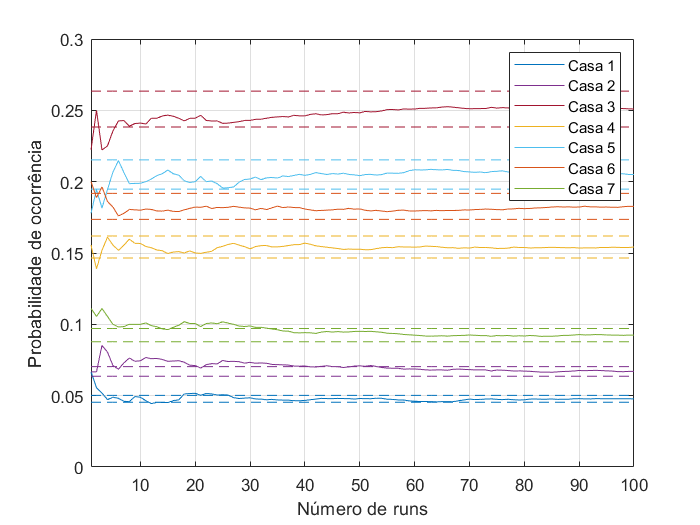 0.3
0.25
0.2
0.15
0.1
0.05
0
Probabilidade de ocorrência
10 20 30 40 50 60 70 80 90 100
Número de runs
Casa 1
Casa 2
Casa 3
Casa 4
Casa 5
Casa 6
Casa 7